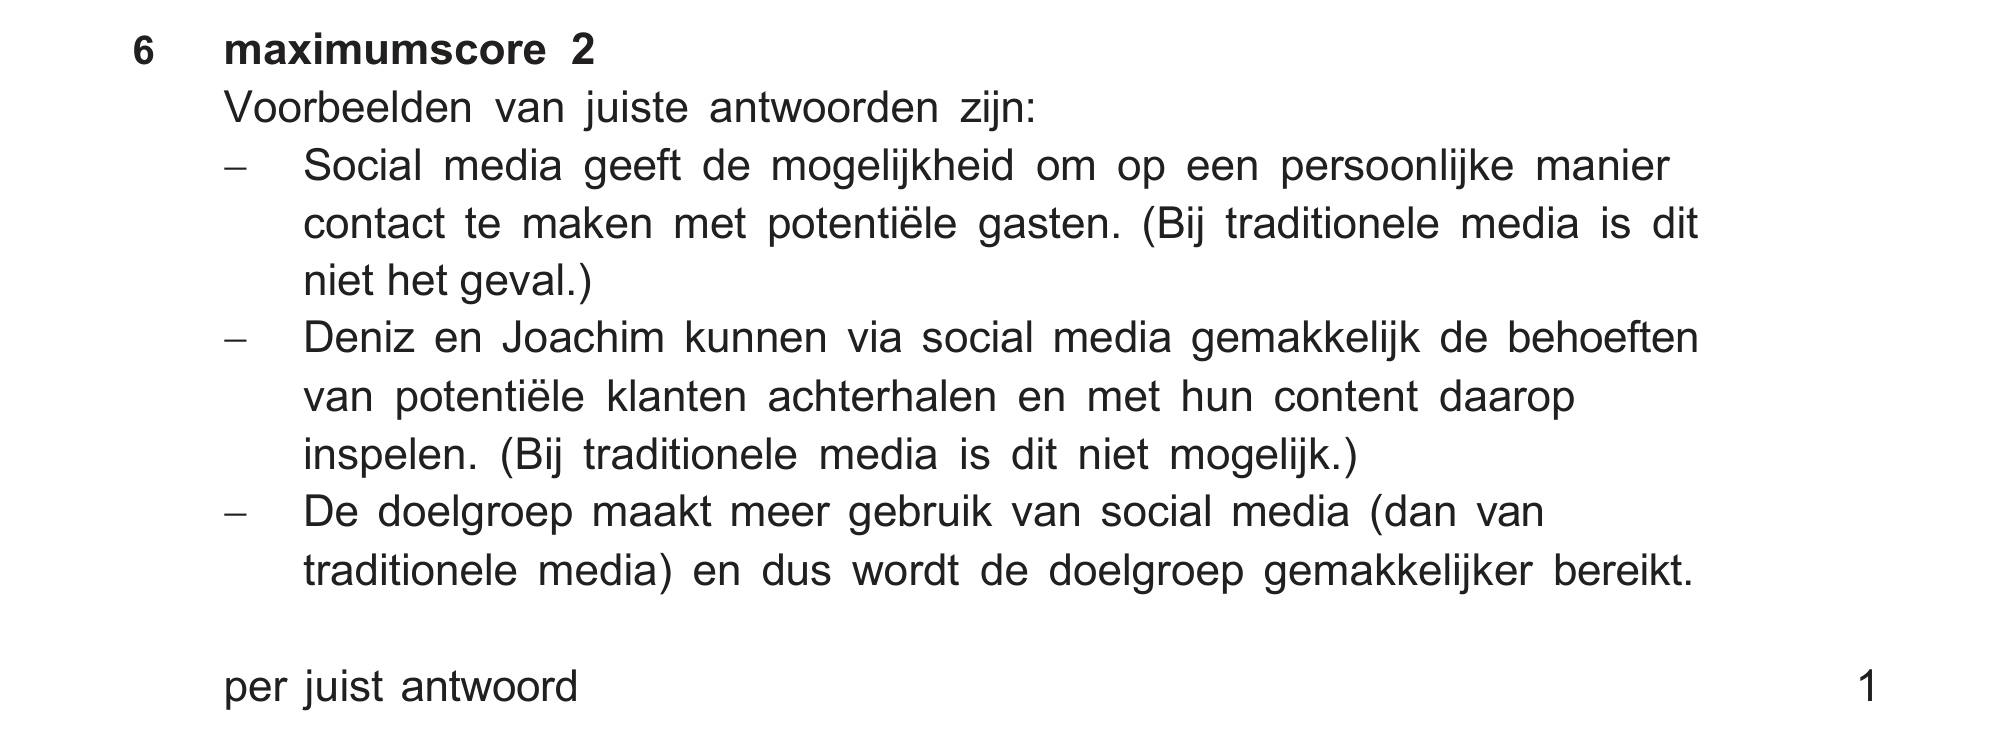 6 maximumscore 2
Voorbeelden van juiste antwoorden zijn:
– Social media geeft de mogelijkheid om op een persoonlijke manier
contact te maken met potentiële gasten. (Bij traditionele media is dit
niet het geval.)
– Deniz en Joachim kunnen via social media gemakkelijk de behoeften
van potentiële klanten achterhalen en met hun content daarop
inspelen. (Bij traditionele media is dit niet mogelijk.)
– De doelgroep maakt meer gebruik van social media (dan van
traditionele media) en dus wordt de doelgroep gemakkelijker bereikt.
per juist antwoord 1